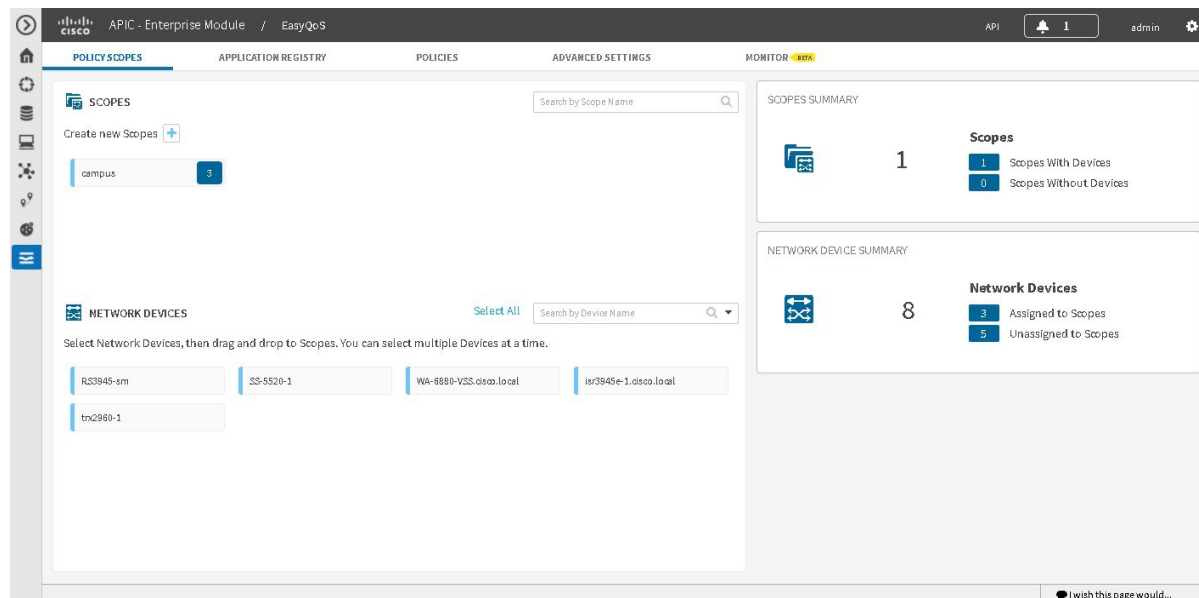 cisco APIC - Enterprise Module / EasyQoS API 1 admin
POLICY SCOPES APPLICATION REGISTRY POLICIES ADVANCED SETTINGS MONITOR BETA
SCOPES Search by Scope Name
Create new Scopes +
campus 3
NETWORK DEVICES Select All Search by Device Name
Select Network Devices, then drag and drop to Scopes. You can select multiple Devices at a time.
RS3945-sm SS-5520-1 WA-6880-VSS.cisco.local isr3945e-1.cisco.local
trx2960-1
SCOPES SUMMARY
1
Scopes
1 Scopes With Devices
0 Scopes Without Devices
NETWORK DEVICE SUMMARY
8
Network Devices
3 Assigned to Scopes
5 Unassigned to Scopes
I wish this page would...